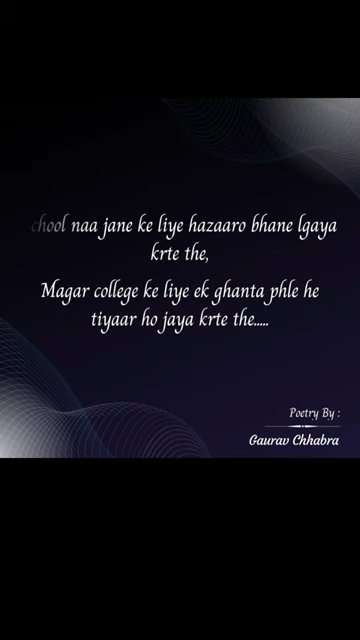 chool naa jane ke liye hazaaro bhane lgaya
krte the,
Magar college ke liye ek ghanta phle he
tiyaar ho jaya krte the.....
Poetry By :
Gaurav Chhabra